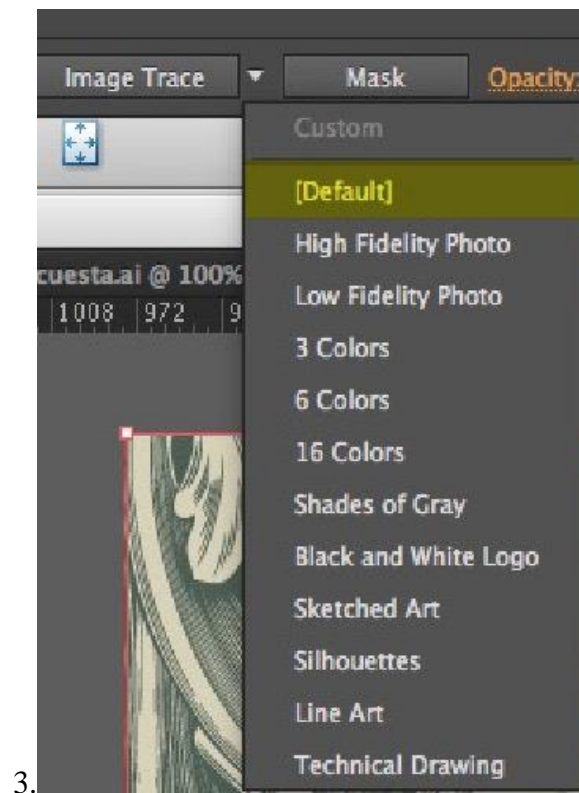 Image Trace Mask Opacity:
Custom
[Default]
High Fidelity Photo
cuesta.ai @ 100%
Low Fidelity Photo
1008 972 9
3 Colors
6 Colors
16 Colors
Shades of Gray
Black and White Logo
Sketched Art
Silhouettes
Line Art
Technical Drawing
3.